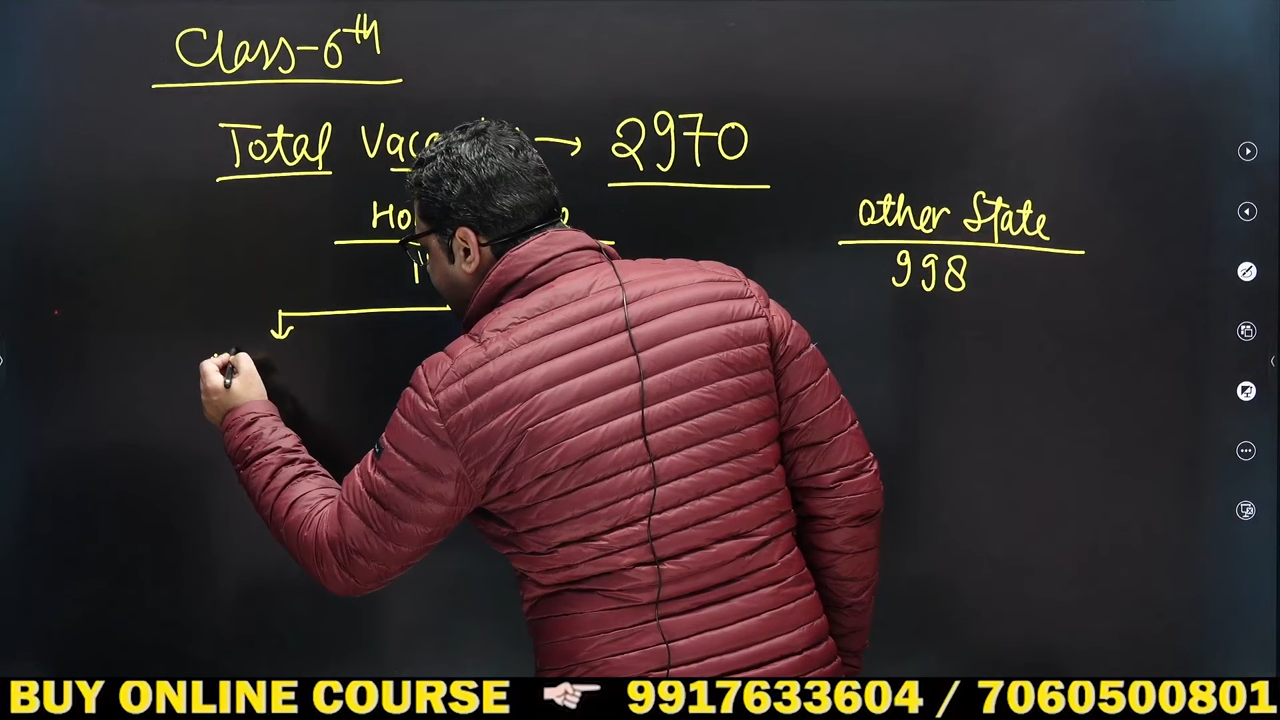 Class-6th
Total → 2970
Other State
998
BUY ONLINE COURSE 9917633604 / 7060500801